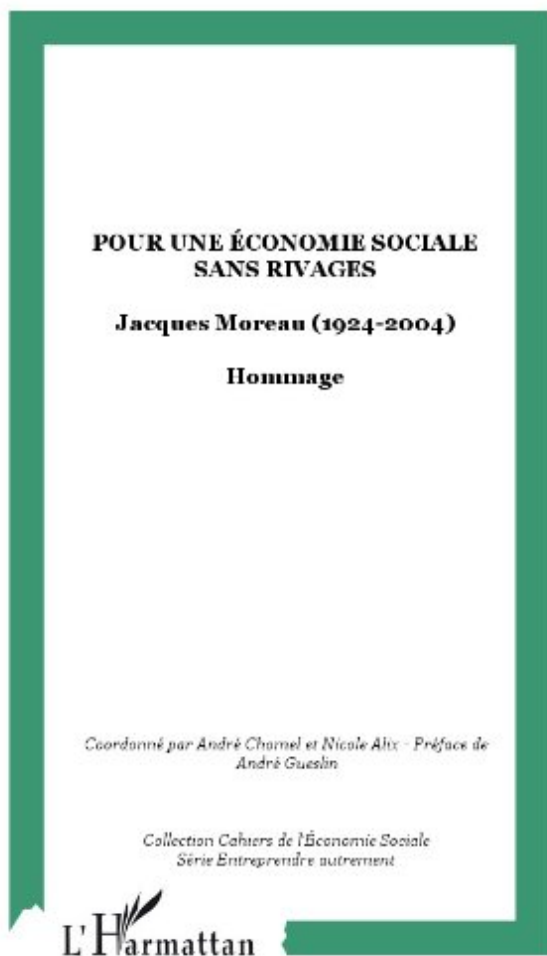 POUR UNE ÉCONOMIE SOCIALE
SANS RIVAGES
Jacques Moreau (1924-2004)
Hommage
Coordonné par André Chomel et Nicole Alix - Préface de
André Gueslin
Collection Cahiers de l'Économie Sociale
Série Entreprendre autrement
L'Harmattan